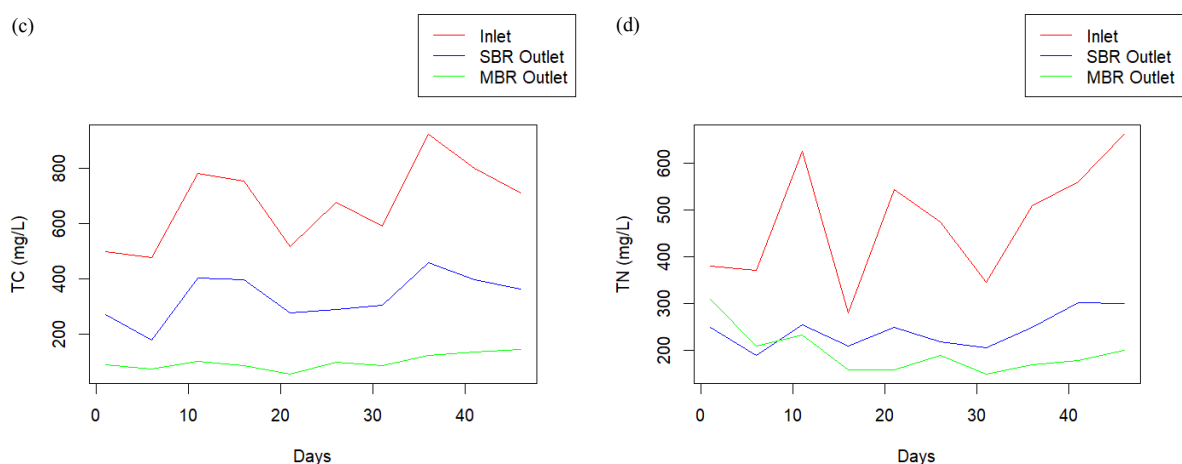 (c)
Inlet
SBR Outlet
MBR Outlet
800
600
400
200
TC (mg/L)
0 10 20 30 40
Days
(d)
Inlet
SBR Outlet
MBR Outlet
600
500
400
300
200
TN (mg/L)
0 10 20 30 40
Days